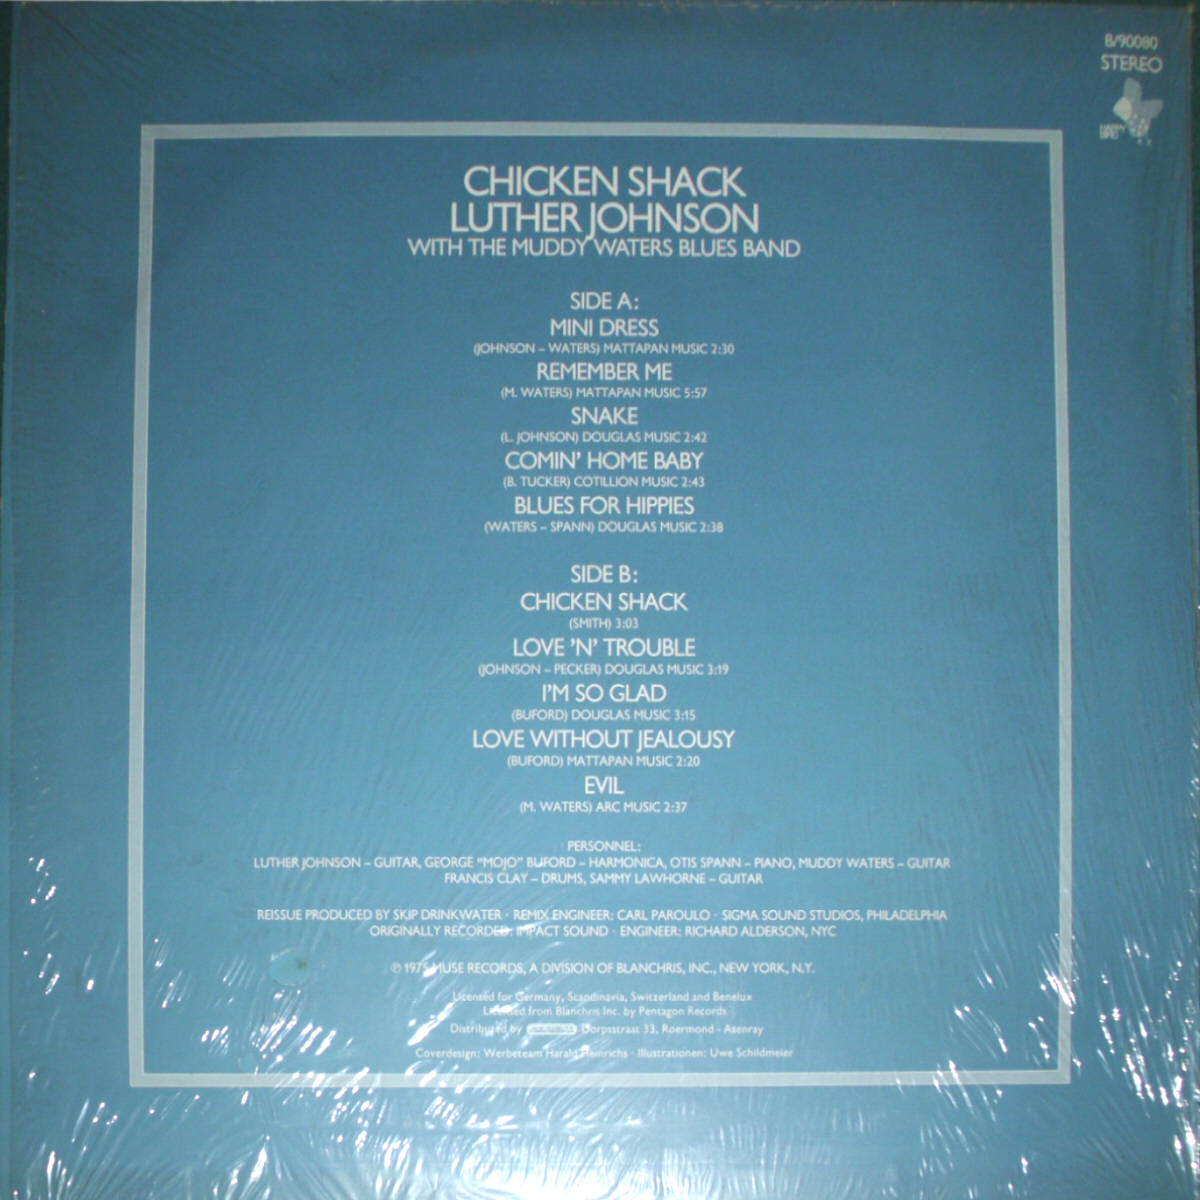 B/90080
STEREO
CHICKEN SHACK
LUTHER JOHNSON
WITH THE MUDDY WATERS BLUES BAND
SIDE A:
MINI DRESS
(JOHNSON – WATERS) MATTAPAN MUSIC 2:30
REMEMBER ME
(M. WATERS) MATTAPAN MUSIC 5:57
SNAKE
(L. JOHNSON) DOUGLAS MUSIC 2:42
COMIN' HOME BABY
(B. TUCKER) COTILLION MUSIC 2:43
BLUES FOR HIPPIES
(WATERS – SPANN) DOUGLAS MUSIC 2:38
SIDE B:
CHICKEN SHACK
(SMITH) 3:03
LOVE 'N' TROUBLE
(JOHNSON – PECKER) DOUGLAS MUSIC 3:19
I'M SO GLAD
(BUFORD) DOUGLAS MUSIC 3:15
LOVE WITHOUT JEALOUSY
(BUFORD) MATTAPAN MUSIC 2:20
EVIL
(M. WATERS) ARC MUSIC 2:37
PERSONNEL:
LUTHER JOHNSON – GUITAR, GEORGE "MOJO" BUFORD – HARMONICA, OTIS SPANN – PIANO, MUDDY WATERS – GUITAR
FRANCIS CLAY – DRUMS, SAMMY LAWHORNE – GUITAR
REISSUE PRODUCED BY SKIP DRINKWATER · REMIX ENGINEER: CARL PAROULO · SIGMA SOUND STUDIOS, PHILADELPHIA
ORIGINALLY RECORDED: IMPACT SOUND · ENGINEER: RICHARD ALDERSON, NYC
℗ 1975 MUSE RECORDS, A DIVISION OF BLANCHRIS, INC., NEW YORK, N.Y.
Licensed for Germany, Scandinavia, Switzerland and Benelux
Licensed from Blanchris Inc. by Pentagon Records
Distributed by Dorpsstraat 33, Roermond - Asenray
Coverdesign: Werbeteam Harald Heinrichs · Illustrationen: Uwe Schildmeier